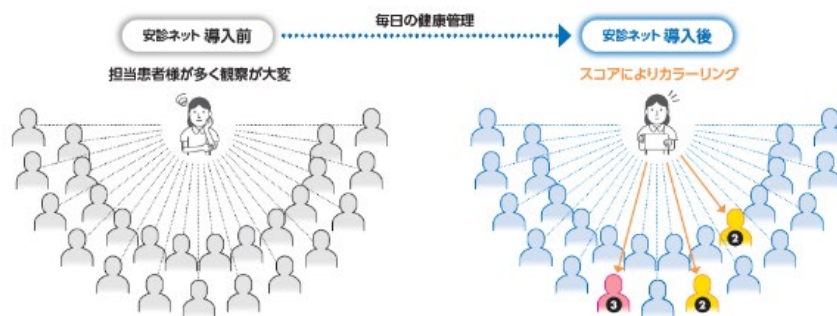 毎日の健康管理
安診ネット 導入前
安診ネット 導入後
担当患者様が多く観察が大変
スコアによりカラーリング
2
3
2